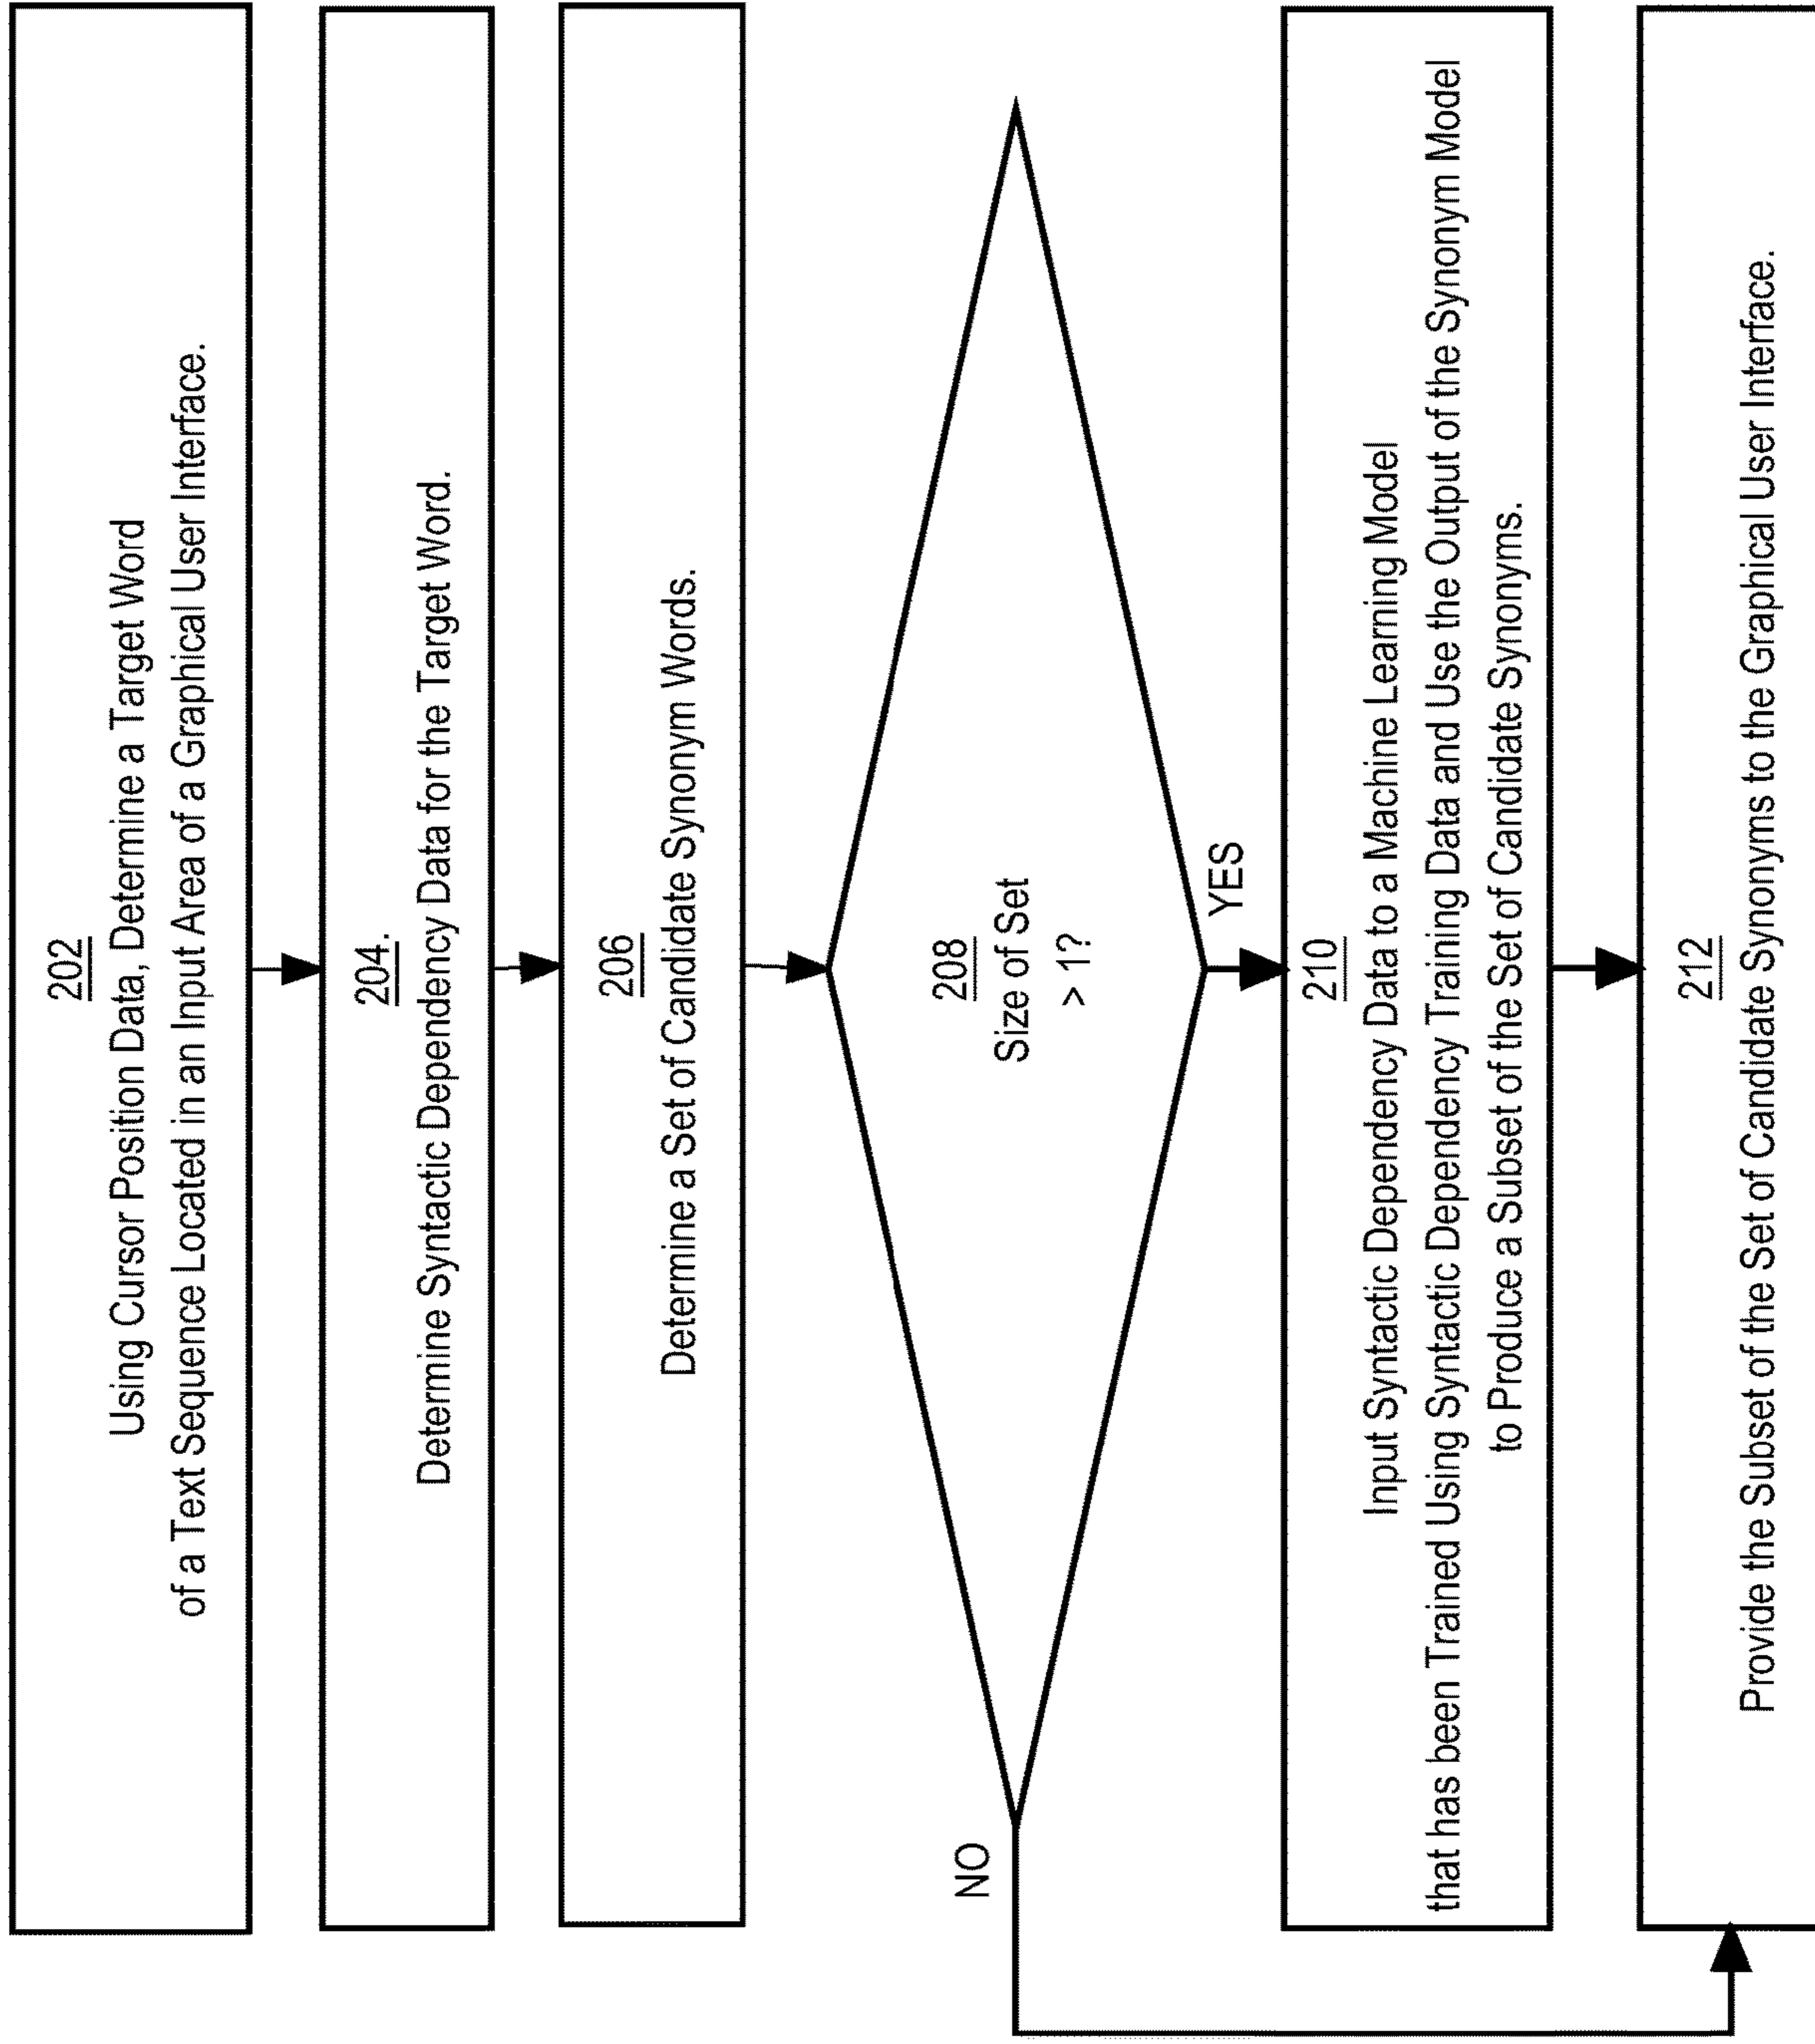 202
Using Cursor Position Data, Determine a Target Word
of a Text Sequence Located in an Input Area of a Graphical User Interface.
204.
Determine Syntactic Dependency Data for the Target Word.
206
Determine a Set of Candidate Synonym Words.
208
Size of Set
> 1?
NO
YES
210
Input Syntactic Dependency Data to a Machine Learning Model
that has been Trained Using Syntactic Dependency Training Data and Use the Output of the Synonym Model
to Produce a Subset of the Set of Candidate Synonyms.
212
Provide the Subset of the Set of Candidate Synonyms to the Graphical User Interface.